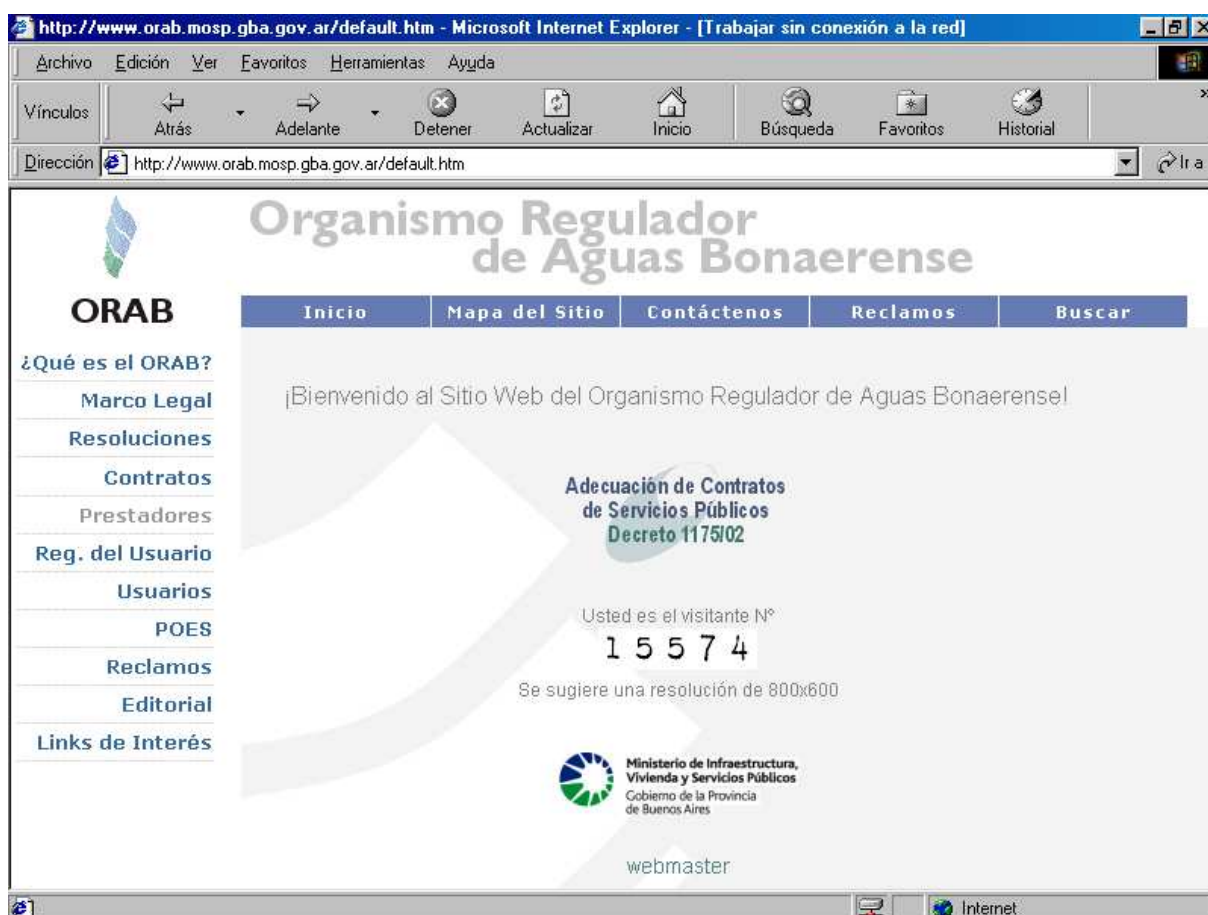 http://www.orab.mosp.gba.gov.ar/default.htm - Microsoft Internet Explorer - [Trabajar sin conexión a la red]
Archivo Edición Ver Favoritos Herramientas Ayuda
Vínculos Atrás Adelante Detener Actualizar Inicio Búsqueda Favoritos Historial »
Dirección http://www.orab.mosp.gba.gov.ar/default.htm Ir a
Organismo Regulador
de Aguas Bonaerense
ORAB
Inicio Mapa del Sitio Contáctenos Reclamos Buscar
¿Qué es el ORAB?
Marco Legal
Resoluciones
Contratos
Prestadores
Reg. del Usuario
Usuarios
POES
Reclamos
Editorial
Links de Interés
¡Bienvenido al Sitio Web del Organismo Regulador de Aguas Bonaerense!
Adecuación de Contratos
de Servicios Públicos
Decreto 1175/02
Usted es el visitante Nº
15574
Se sugiere una resolución de 800x600
Ministerio de Infraestructura,
Vivienda y Servicios Públicos
Gobierno de la Provincia
de Buenos Aires
webmaster
Internet